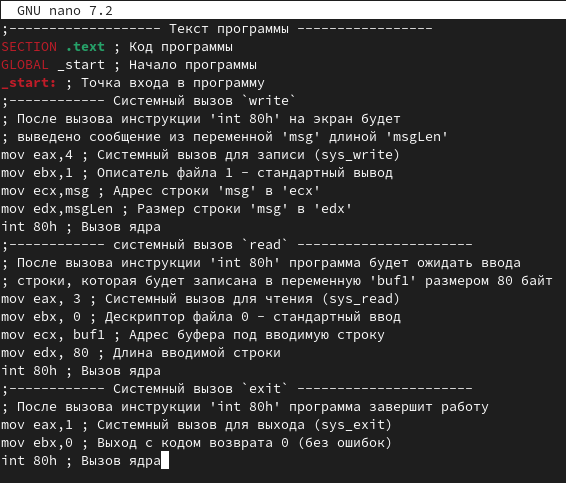 GNU nano 7.2
;------------------- Текст программы -----------------
SECTION .text ; Код программы
GLOBAL _start ; Начало программы
_start: ; Точка входа в программу
;------------ Системный вызов `write`
; После вызова инструкции 'int 80h' на экран будет
; выведено сообщение из переменной 'msg' длиной 'msgLen'
mov eax,4 ; Системный вызов для записи (sys_write)
mov ebx,1 ; Описатель файла 1 - стандартный вывод
mov ecx,msg ; Адрес строки 'msg' в 'ecx'
mov edx,msgLen ; Размер строки 'msg' в 'edx'
int 80h ; Вызов ядра
;------------ системный вызов `read` ----------------------
; После вызова инструкции 'int 80h' программа будет ожидать ввода
; строки, которая будет записана в переменную 'buf1' размером 80 байт
mov eax, 3 ; Системный вызов для чтения (sys_read)
mov ebx, 0 ; Дескриптор файла 0 - стандартный ввод
mov ecx, buf1 ; Адрес буфера под вводимую строку
mov edx, 80 ; Длина вводимой строки
int 80h ; Вызов ядра
;------------ Системный вызов `exit` ----------------------
; После вызова инструкции 'int 80h' программа завершит работу
mov eax,1 ; Системный вызов для выхода (sys_exit)
mov ebx,0 ; Выход с кодом возврата 0 (без ошибок)
int 80h ; Вызов ядра